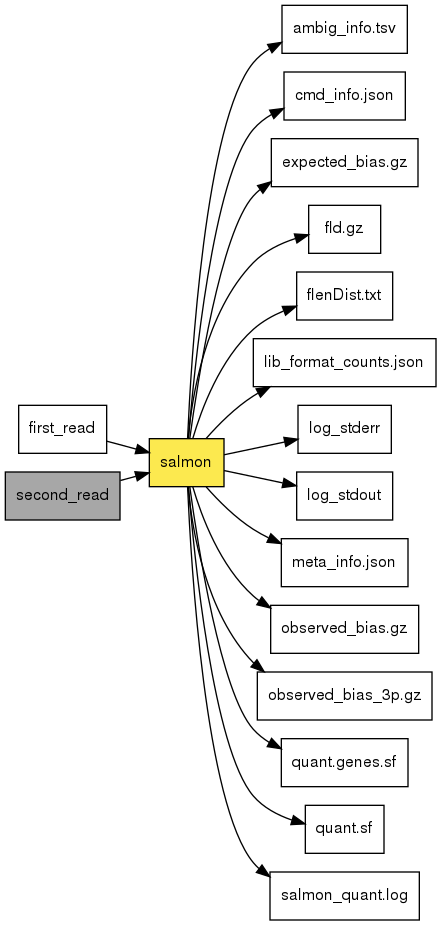 ambig_info.tsv
cmd_info.json
expected_bias.gz
fld.gz
flenDist.txt
lib_format_counts.json
first_read
log_stderr
salmon
second_read
log_stdout
meta_info.json
observed_bias.gz
observed_bias_3p.gz
quant.genes.sf
quant.sf
salmon_quant.log